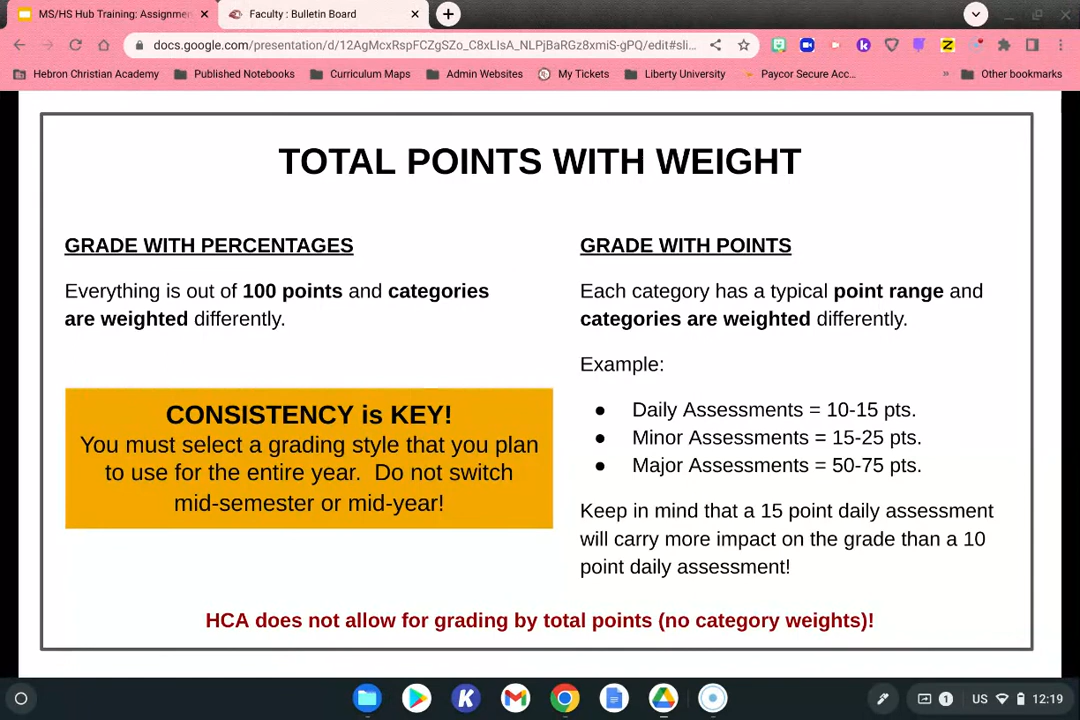 MS/HS Hub Training: Assignmen
Faculty : Bulletin Board
docs.google.com/presentation/d/12AgMcxRspFCZgSZo_C8xLIsA_NLPjBaRGz8xmiS-gPQ/edit#sli...
Hebron Christian Academy
Published Notebooks
Curriculum Maps
Admin Websites
My Tickets
Liberty University
Paycor Secure Acc...
»
Other bookmarks
TOTAL POINTS WITH WEIGHT
GRADE WITH PERCENTAGES
Everything is out of 100 points and categories
are weighted differently.
CONSISTENCY is KEY!
You must select a grading style that you plan
to use for the entire year. Do not switch
mid-semester or mid-year!
GRADE WITH POINTS
Each category has a typical point range and
categories are weighted differently.
Example:
● Daily Assessments = 10-15 pts.
● Minor Assessments = 15-25 pts.
● Major Assessments = 50-75 pts.
Keep in mind that a 15 point daily assessment
will carry more impact on the grade than a 10
point daily assessment!
HCA does not allow for grading by total points (no category weights)!
1
US
12:19